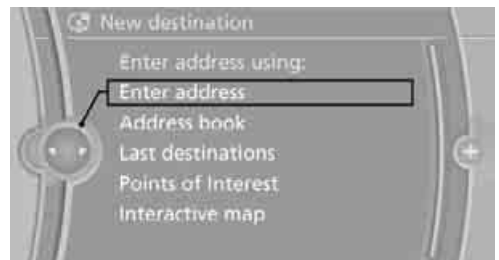 New destination
Enter address using:
Enter address
Address book
Last destinations
Points of Interest
Interactive map